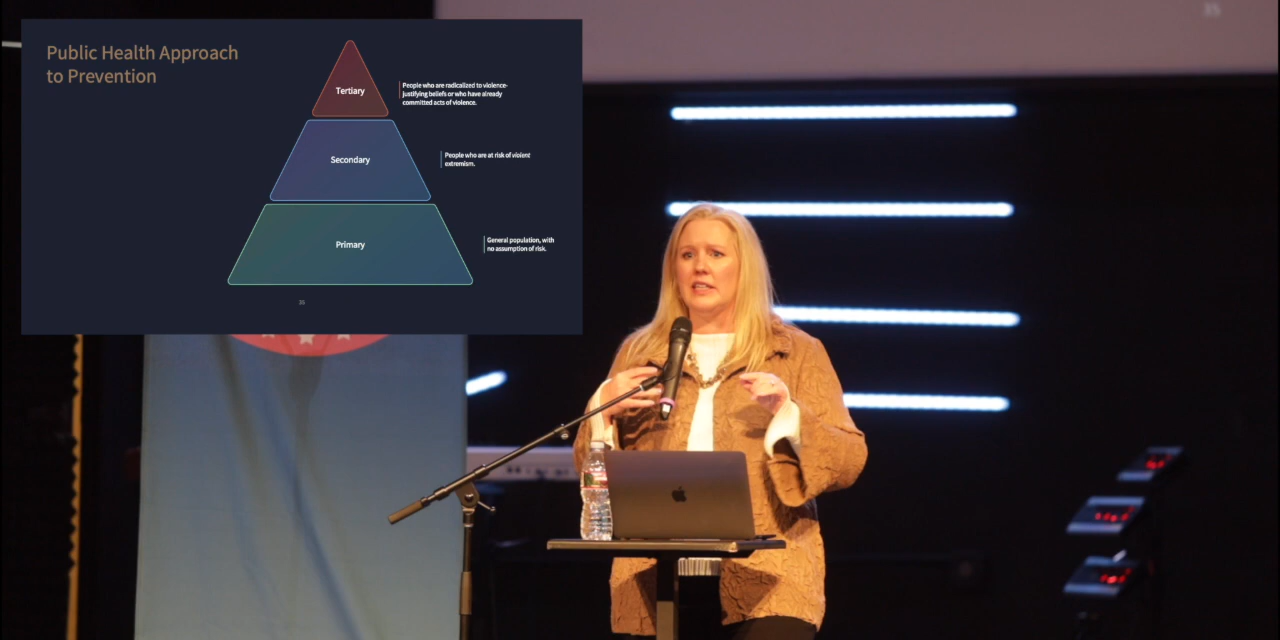 Public Health Approach
to Prevention
Tertiary
People who are radicalized to violence-
justifying beliefs or who have already
committed acts of violence.
Secondary
People who are at risk of violent
extremism.
Primary
General population, with
no assumption of risk.
35
35